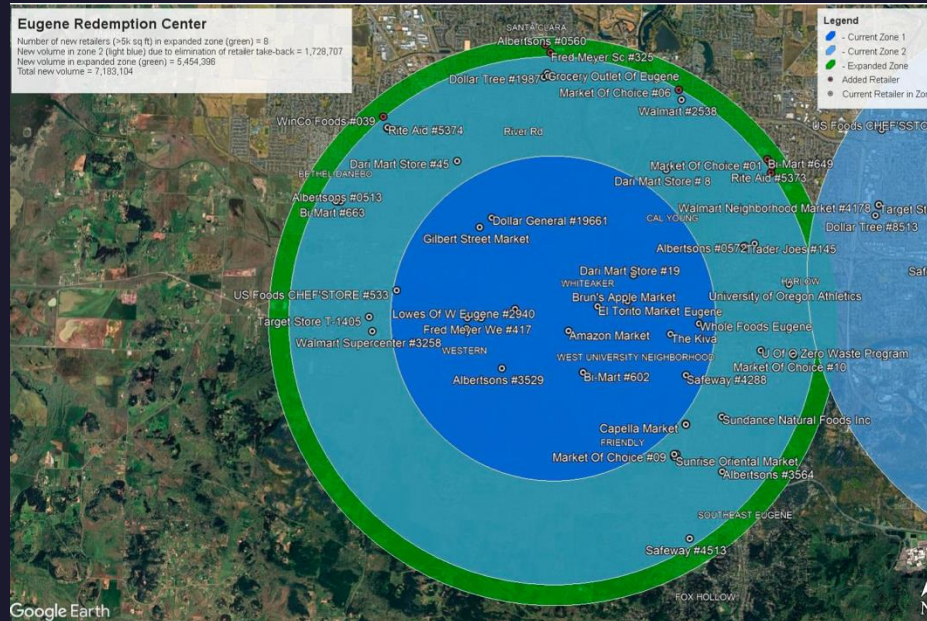 Eugene Redemption Center
Number of new retailers (>5k sq ft) in expanded zone (green) = 8
New volume in zone 2 (light blue) due to elimination of retailer take-back = 1,728,707
New volume in expanded zone (green) = 5,454,396
Total new volume = 7,183,104
Legend
- Current Zone 1
- Current Zone 2
- Expanded Zone
- Added Retailer
- Current Retailer in Zon
SANTA CLARA
Albertsons #0560
Fred Meyer Sc #325
Dollar Tree #1987
Grocery Outlet Of Eugene
Market Of Choice #06
Walmart #2538
WinCo Foods #039
Rite Aid #5374
River Rd
US Foods CHEF'SSTO
Dari Mart Store #45
Market Of Choice #01
Bi-Mart #649
BETHEL-DANEBO
Dari Mart Store # 8
Rite Aid #5373
Albertsons #0513
Bi-Mart #663
Walmart Neighborhood Market #4178
Target St
Dollar General #19661
CAL YOUNG
Dollar Tree #8513
Gilbert Street Market
Albertsons #0572
Trader Joes #145
Dari Mart Store #19
Safew
WHITEAKER
HARLOW
US Foods CHEF'STORE #533
Brun's Apple Market
University of Oregon Athletics
Lowes Of W Eugene #2940
El Torito Market Eugene
Target Store T-1405
Fred Meyer We #417
Amazon Market
Whole Foods Eugene
Walmart Supercenter #3258
The Kiva
WESTERN
WEST UNIVERSITY NEIGHBORHOOD
U Of O Zero Waste Program
Market Of Choice #10
Albertsons #3529
Bi-Mart #602
Safeway #4288
Sundance Natural Foods Inc
Capella Market
FRIENDLY
Market Of Choice #09
Sunrise Oriental Market
Albertsons #3564
SOUTHEAST EUGENE
Safeway #4513
FOX HOLLOW
Google Earth
N